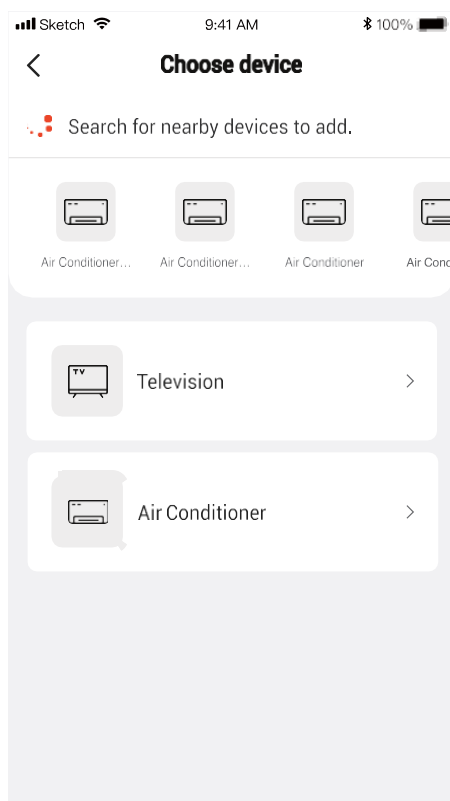 Sketch 9:41 AM 100%
Choose device
Search for nearby devices to add.
Air Conditioner... Air Conditioner... Air Conditioner Air Cond
TV
Television
Air Conditioner